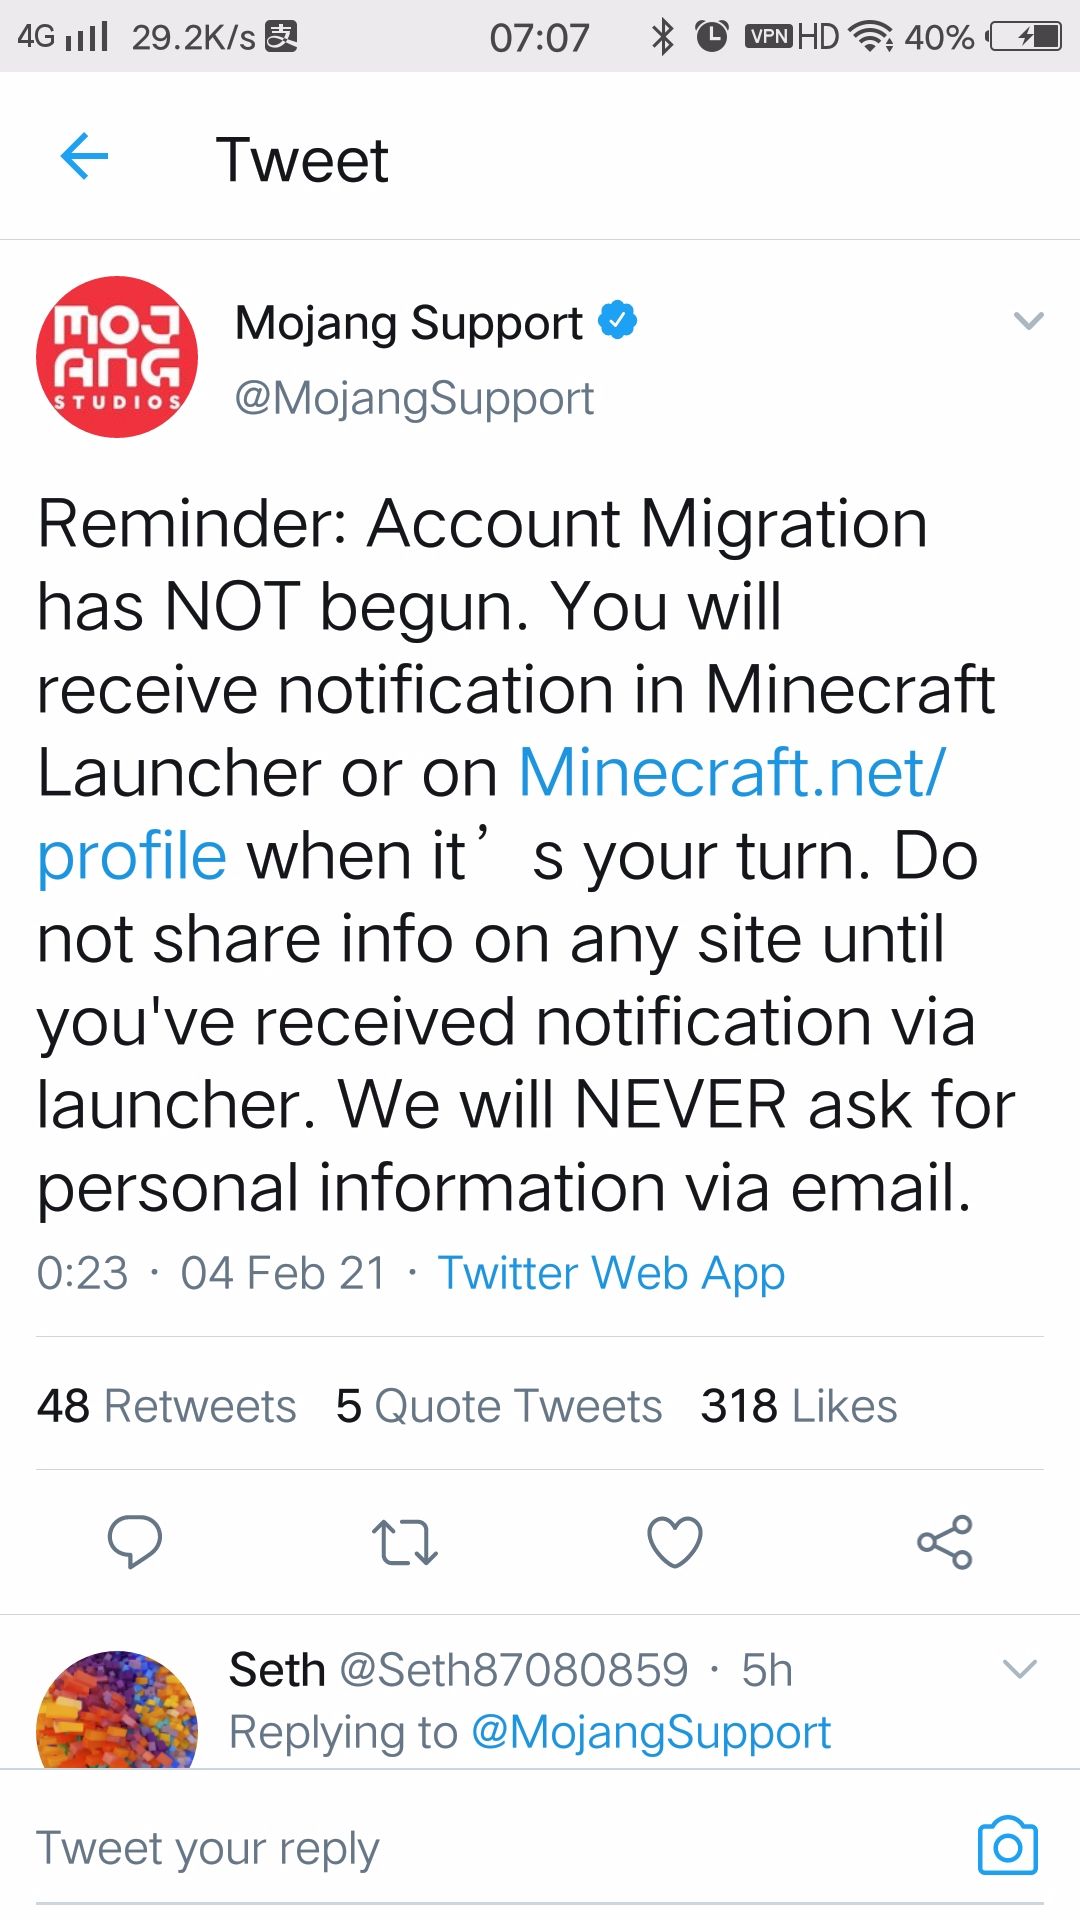 4G 29.2K/s 支 07:07 VPN HD 40%
Tweet
MOJ
ANG
STUDIOS
Mojang Support
@MojangSupport
Reminder: Account Migration
has NOT begun. You will
receive notification in Minecraft
Launcher or on Minecraft.net/
profile when it’s your turn. Do
not share info on any site until
you've received notification via
launcher. We will NEVER ask for
personal information via email.
0:23 · 04 Feb 21 · Twitter Web App
48 Retweets 5 Quote Tweets 318 Likes
Seth @Seth87080859 · 5h
Replying to @MojangSupport
Tweet your reply